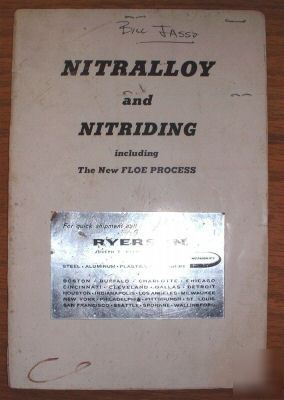 BILL JASSO
NITRALLOY
and
NITRIDING
including
The New FLOE PROCESS
For quick shipment call
RYERSON
STEEL • ALUMINUM • PLASTICS
BOSTON • BUFFALO • CHARLOTTE • CHICAGO
CINCINNATI • CLEVELAND • DALLAS • DETROIT
HOUSTON • INDIANAPOLIS • LOS ANGELES • MILWAUKEE
NEW YORK • PHILADELPHIA • PITTSBURGH • ST. LOUIS
SAN FRANCISCO • SEATTLE • SPOKANE • WALLINGFORD